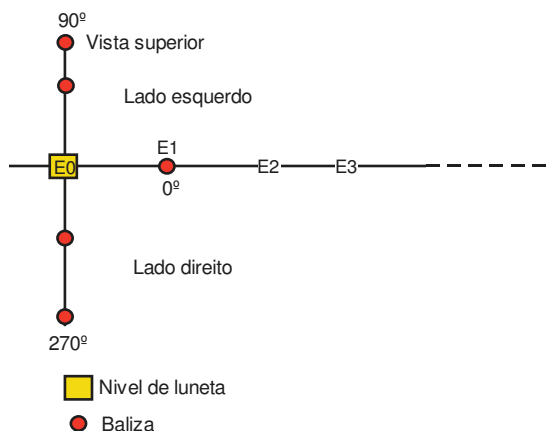 90º
Vista superior
Lado esquerdo
E1
E0
E2
E3
0º
Lado direito
270º
Nivel de luneta
Baliza